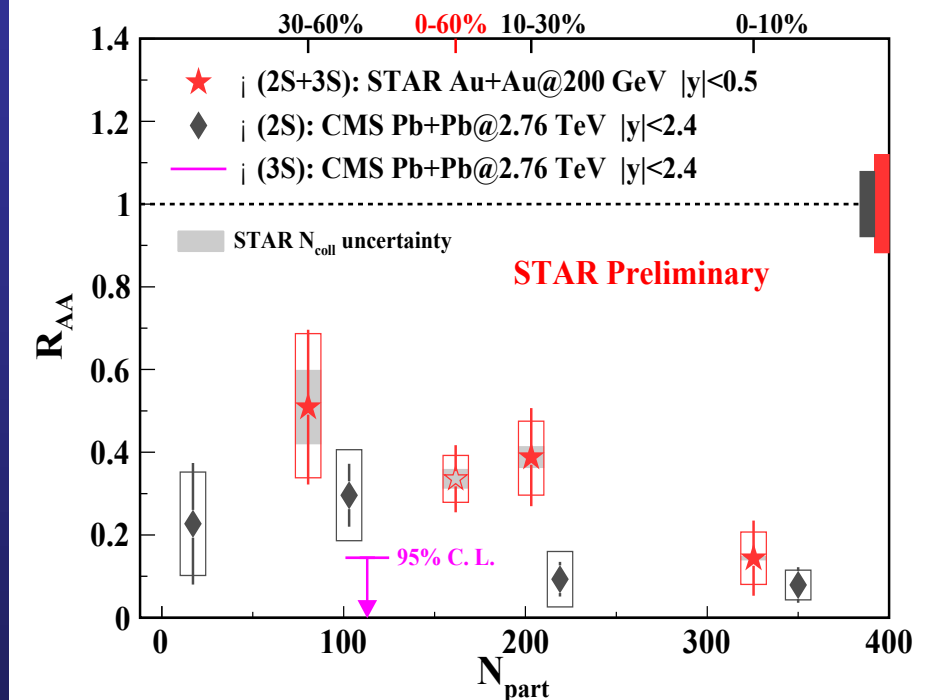 30-60% 0-60% 10-30% 0-10%
1.4
¡ (2S+3S): STAR Au+Au@200 GeV |y|<0.5
1.2
¡ (2S): CMS Pb+Pb@2.76 TeV |y|<2.4
¡ (3S): CMS Pb+Pb@2.76 TeV |y|<2.4
1
STAR N_coll uncertainty
STAR Preliminary
0.8
R_AA
0.6
0.4
0.2
95% C. L.
0
0 100 200 300 400
N_part